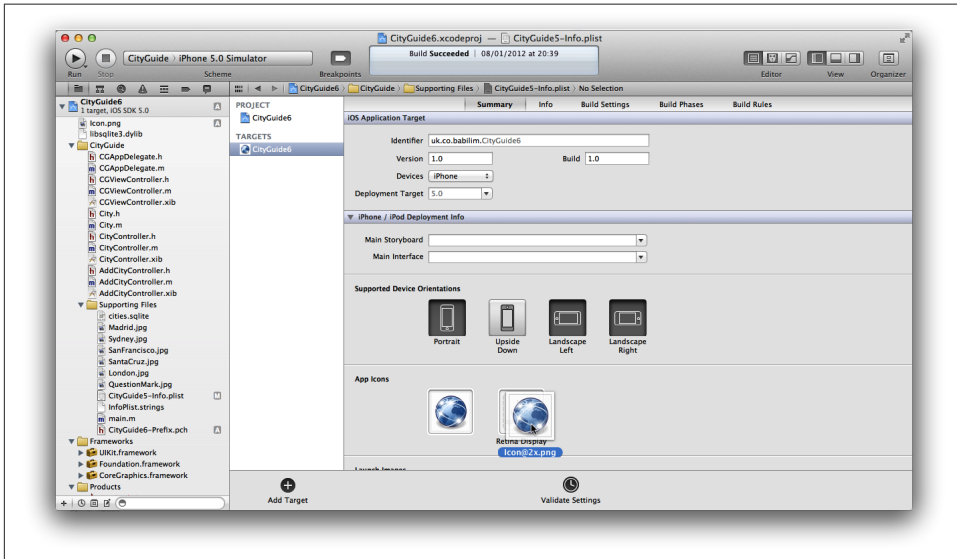 CityGuide6.xcodeproj — CityGuide5-Info.plist
Run
Stop
CityGuide
iPhone 5.0 Simulator
Scheme
Breakpoints
Build Succeeded | 08/01/2012 at 20:39
Editor
View
Organizer
CityGuide6
CityGuide
Supporting Files
CityGuide5-Info.plist
No Selection
CityGuide6
1 target, iOS SDK 5.0
Icon.png
libsqlite3.dylib
CityGuide
CGAppDelegate.h
CGAppDelegate.m
CGViewController.h
CGViewController.m
CGViewController.xib
City.h
City.m
CityController.h
CityController.m
CityController.xib
AddCityController.h
AddCityController.m
AddCityController.xib
Supporting Files
cities.sqlite
Madrid.jpg
Sydney.jpg
SanFrancisco.jpg
SantaCruz.jpg
London.jpg
QuestionMark.jpg
CityGuide5-Info.plist
InfoPlist.strings
main.m
CityGuide6-Prefix.pch
Frameworks
UIKit.framework
Foundation.framework
CoreGraphics.framework
Products
PROJECT
CityGuide6
TARGETS
CityGuide6
Summary
Info
Build Settings
Build Phases
Build Rules
iOS Application Target
Identifier uk.co.babilim.CityGuide6
Version 1.0
Build 1.0
Devices iPhone
Deployment Target 5.0
iPhone / iPod Deployment Info
Main Storyboard
Main Interface
Supported Device Orientations
Portrait
Upside Down
Landscape Left
Landscape Right
App Icons
Retina Display
Icon@2x.png
Launch Images
Add Target
Validate Settings